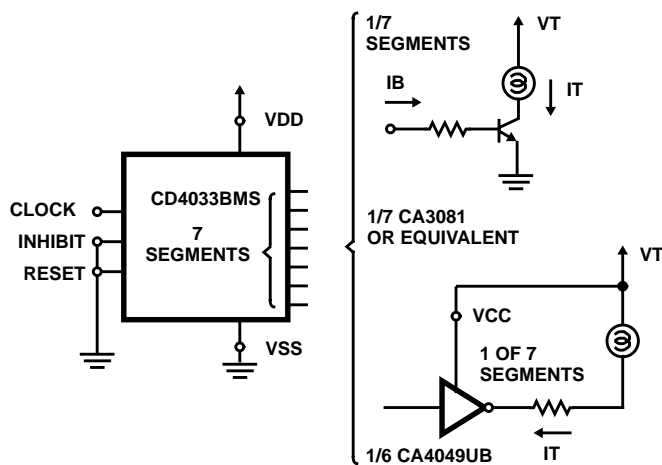 1/7
SEGMENTS
VT
IB
IT
VDD
CD4033BMS
7
SEGMENTS
CLOCK
INHIBIT
RESET
VSS
1/7 CA3081
OR EQUIVALENT
VT
VCC
1 OF 7
SEGMENTS
IT
1/6 CA4049UB